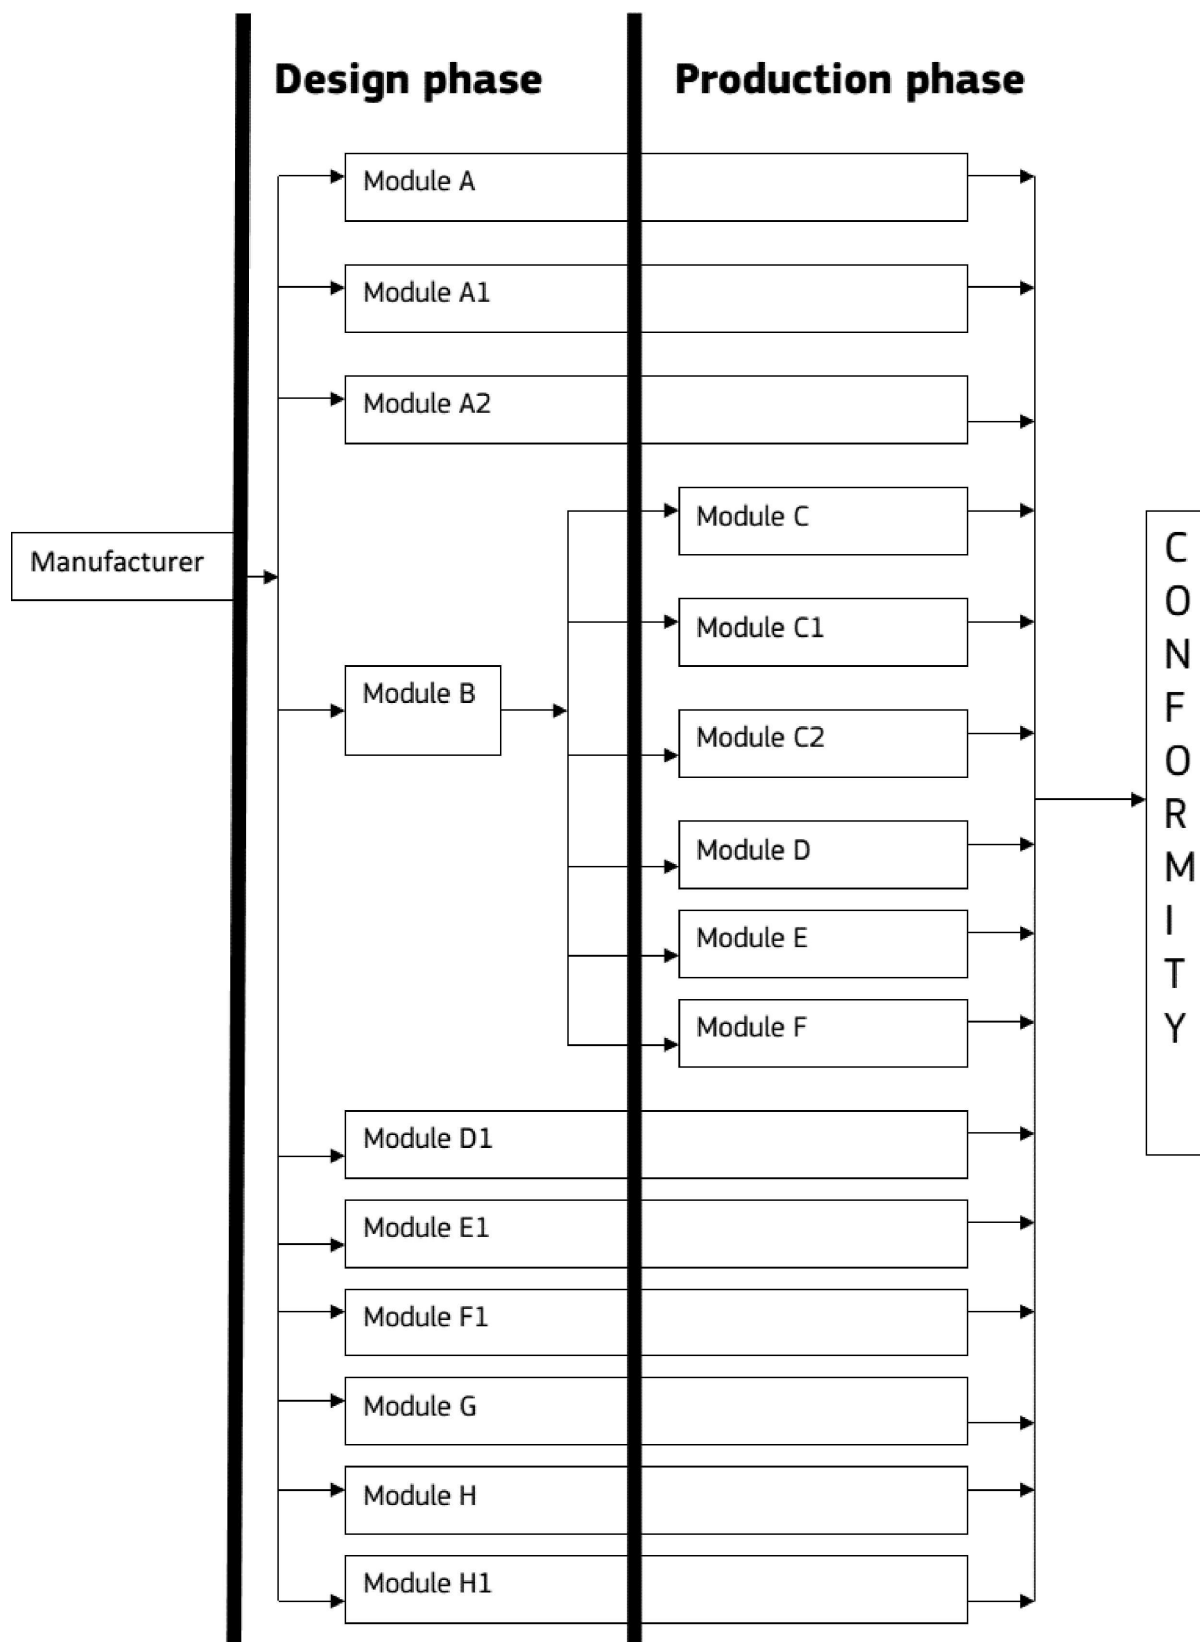 Design phase
Production phase
Module A
Module A1
Module A2
Manufacturer
Module B
Module C
Module C1
Module C2
Module D
Module E
Module F
Module D1
Module E1
Module F1
Module G
Module H
Module H1
C
O
N
F
O
R
M
I
T
Y